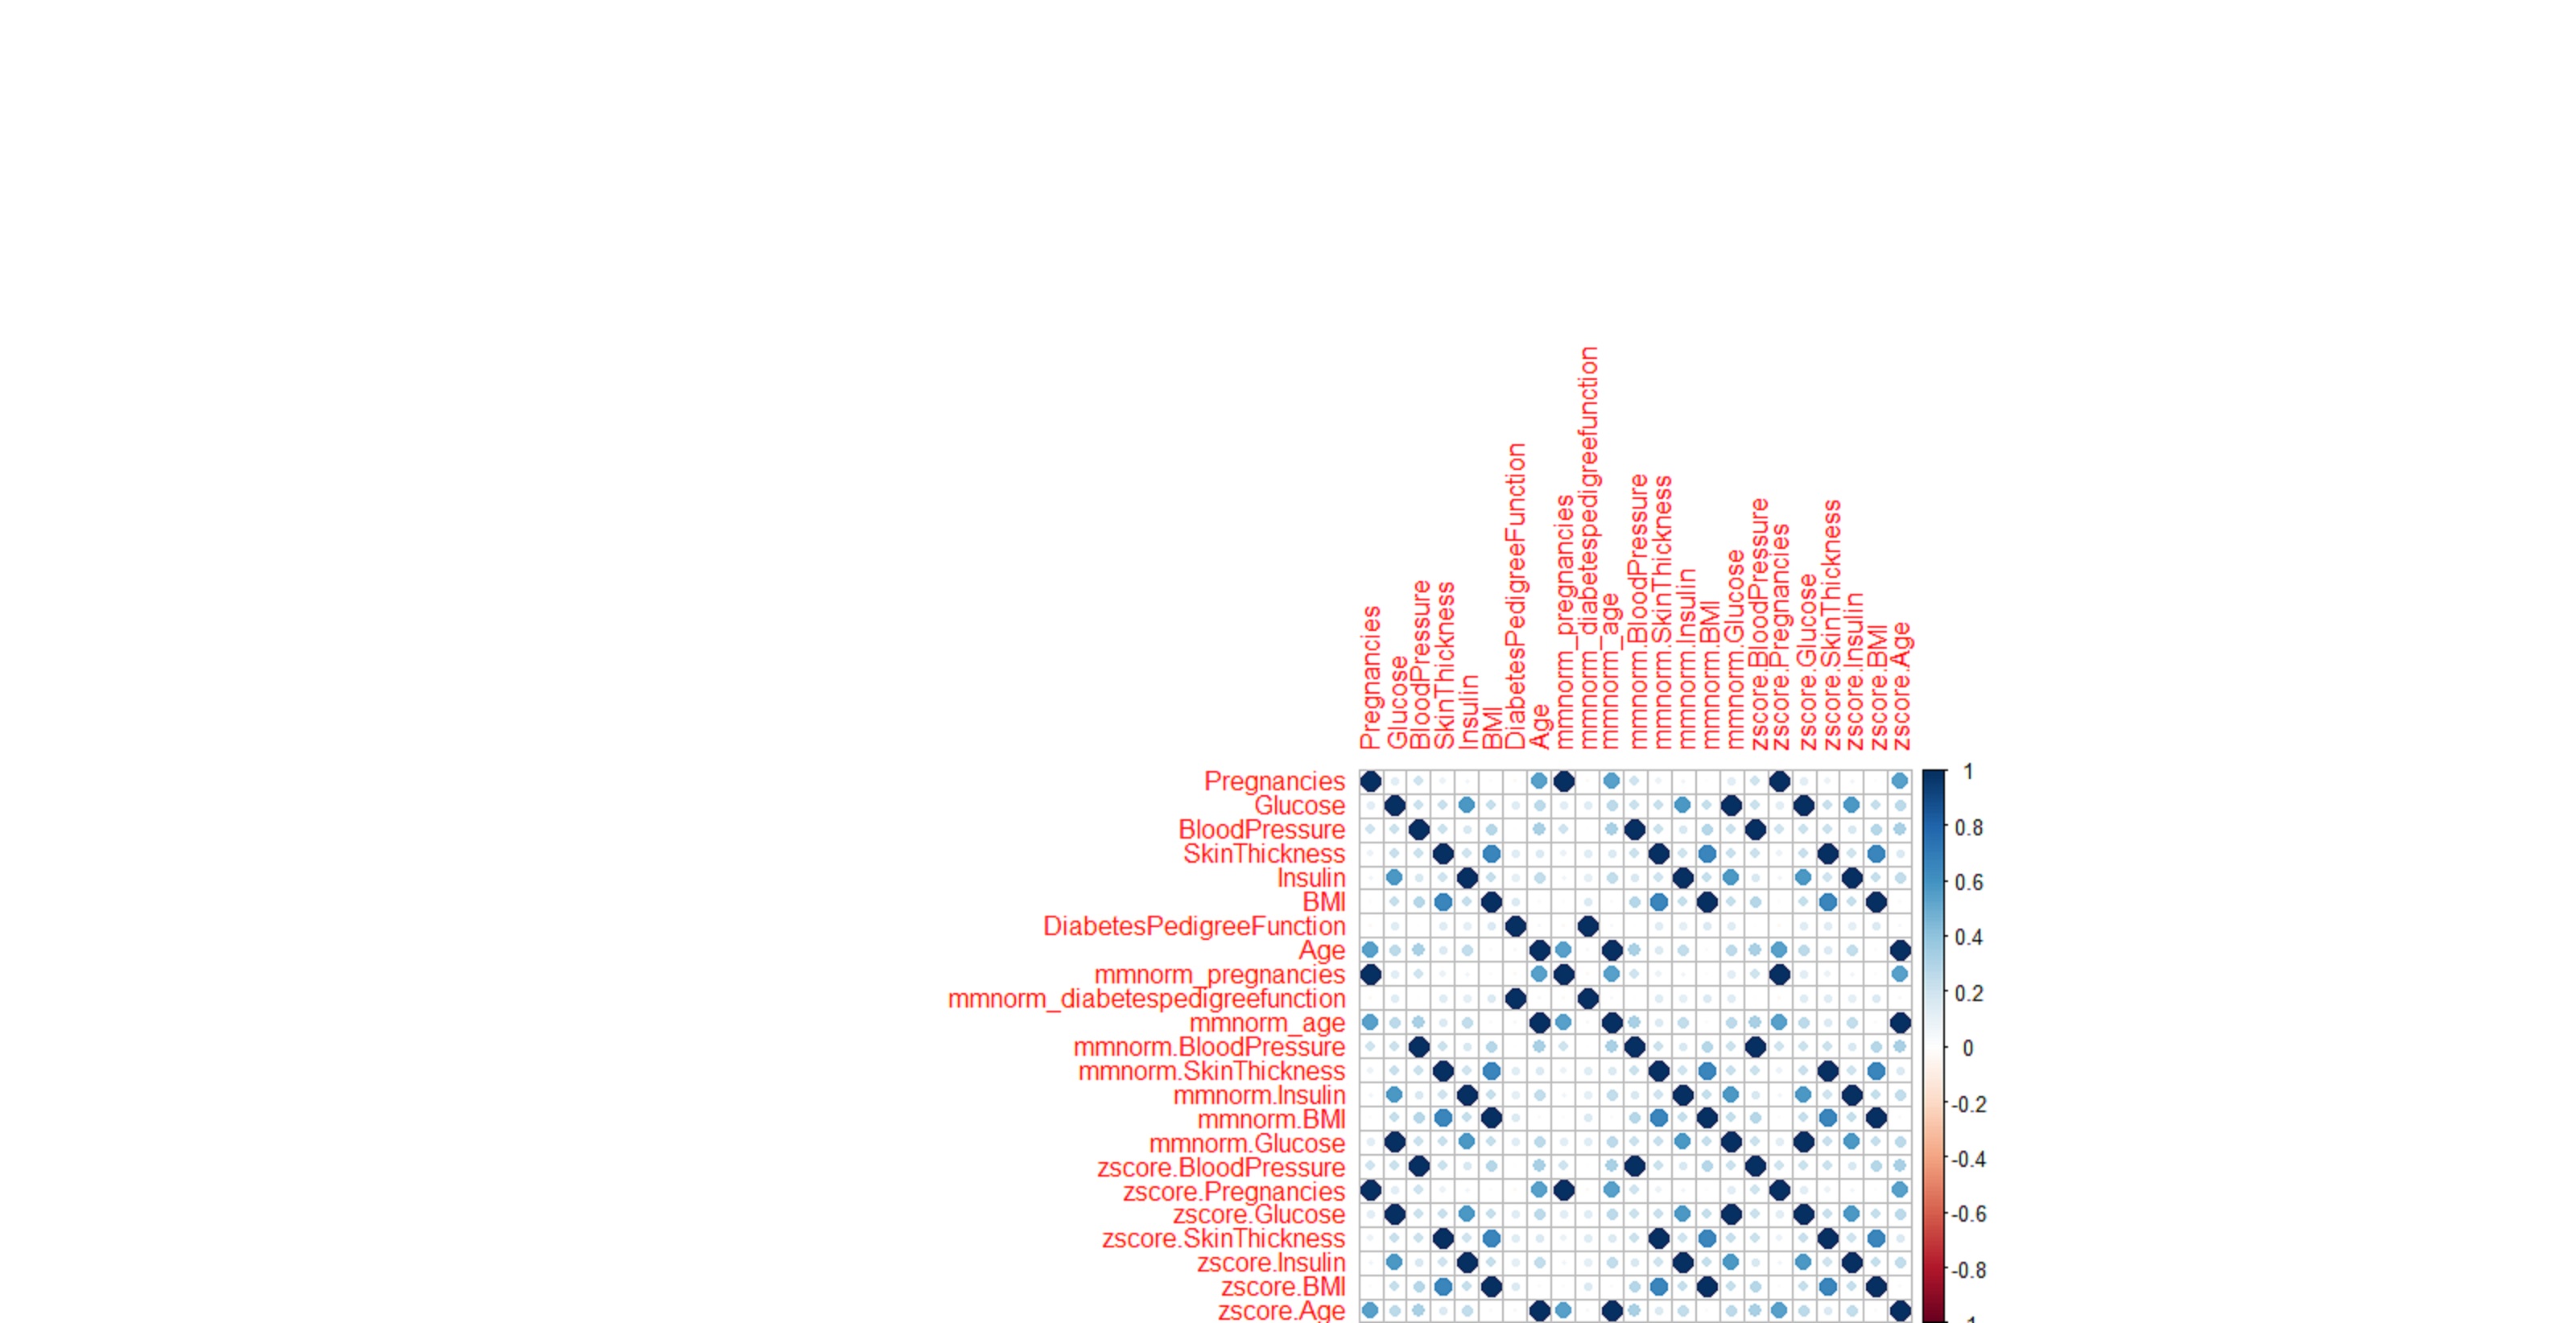 Pregnancies
Glucose
BloodPressure
SkinThickness
Insulin
BMI
DiabetesPedigreeFunction
Age
mmnorm_pregnancies
mmnorm_diabetespedigreefunction
mmnorm_age
mmnorm.BloodPressure
mmnorm.SkinThickness
mmnorm.Insulin
mmnorm.BMI
mmnorm.Glucose
zscore.BloodPressure
zscore.Pregnancies
zscore.Glucose
zscore.SkinThickness
zscore.Insulin
zscore.BMI
zscore.Age
Pregnancies
Glucose
BloodPressure
SkinThickness
Insulin
BMI
DiabetesPedigreeFunction
Age
mmnorm_pregnancies
mmnorm_diabetespedigreefunction
mmnorm_age
mmnorm.BloodPressure
mmnorm.SkinThickness
mmnorm.Insulin
mmnorm.BMI
mmnorm.Glucose
zscore.BloodPressure
zscore.Pregnancies
zscore.Glucose
zscore.SkinThickness
zscore.Insulin
zscore.BMI
zscore.Age
1
0.8
0.6
0.4
0.2
0
-0.2
-0.4
-0.6
-0.8